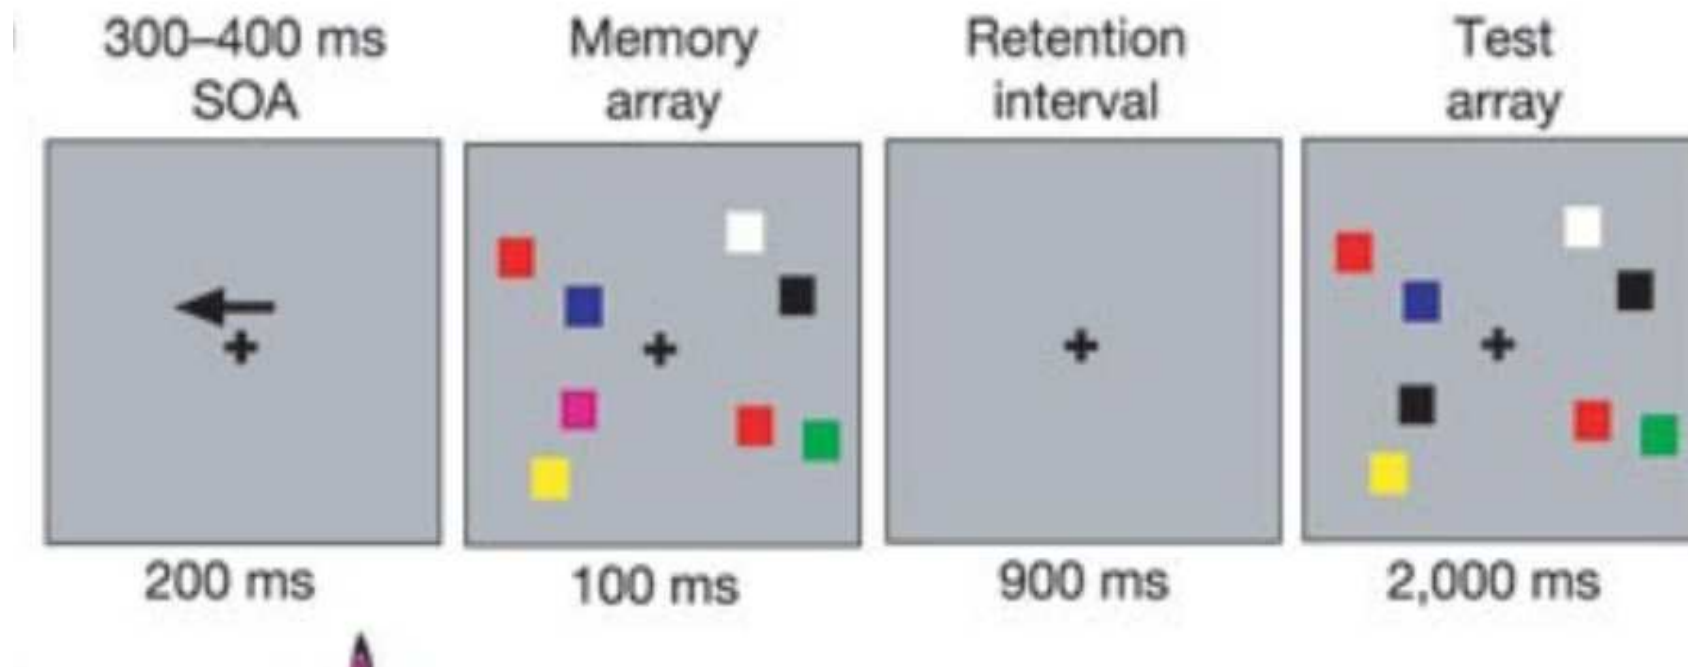 300–400 ms
SOA
Memory
array
Retention
interval
Test
array
200 ms
100 ms
900 ms
2,000 ms